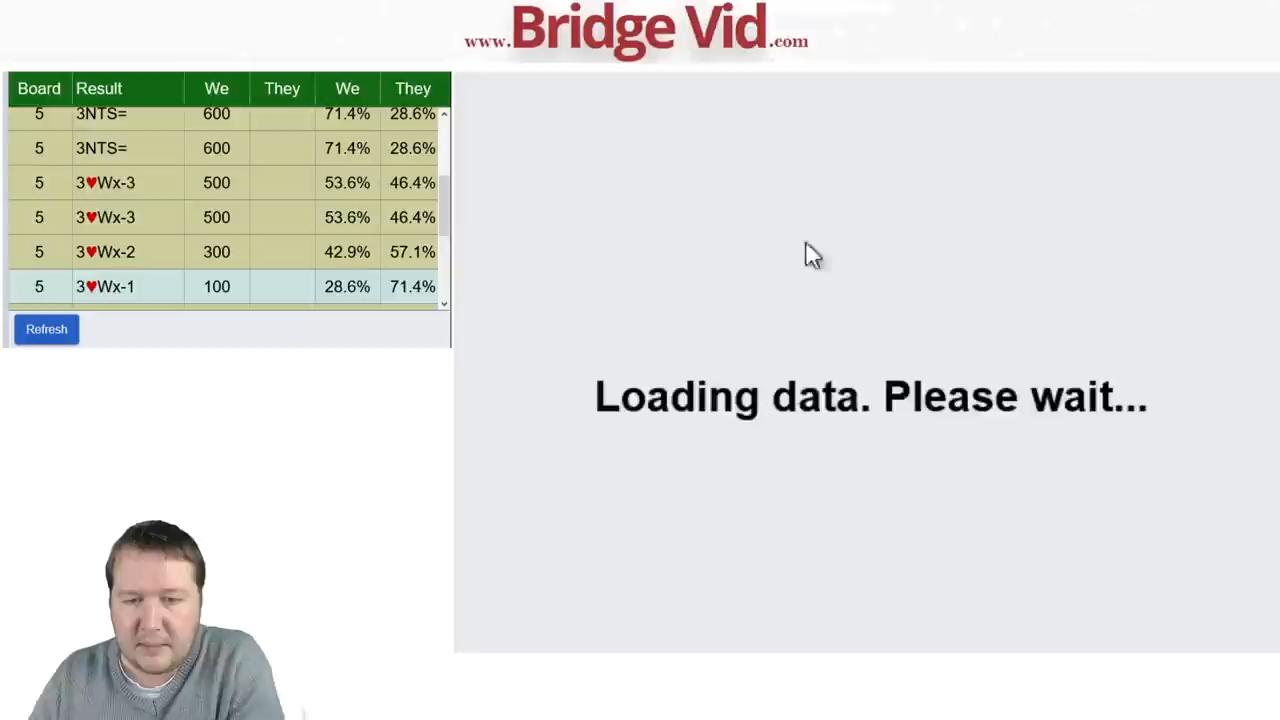 www.Bridge Vid.com
Board Result We They We They
5 3NTS= 600 71.4% 28.6%
5 3NTS= 600 71.4% 28.6%
5 3♥Wx-3 500 53.6% 46.4%
5 3♥Wx-3 500 53.6% 46.4%
5 3♥Wx-2 300 42.9% 57.1%
5 3♥Wx-1 100 28.6% 71.4%
Refresh
Loading data. Please wait...